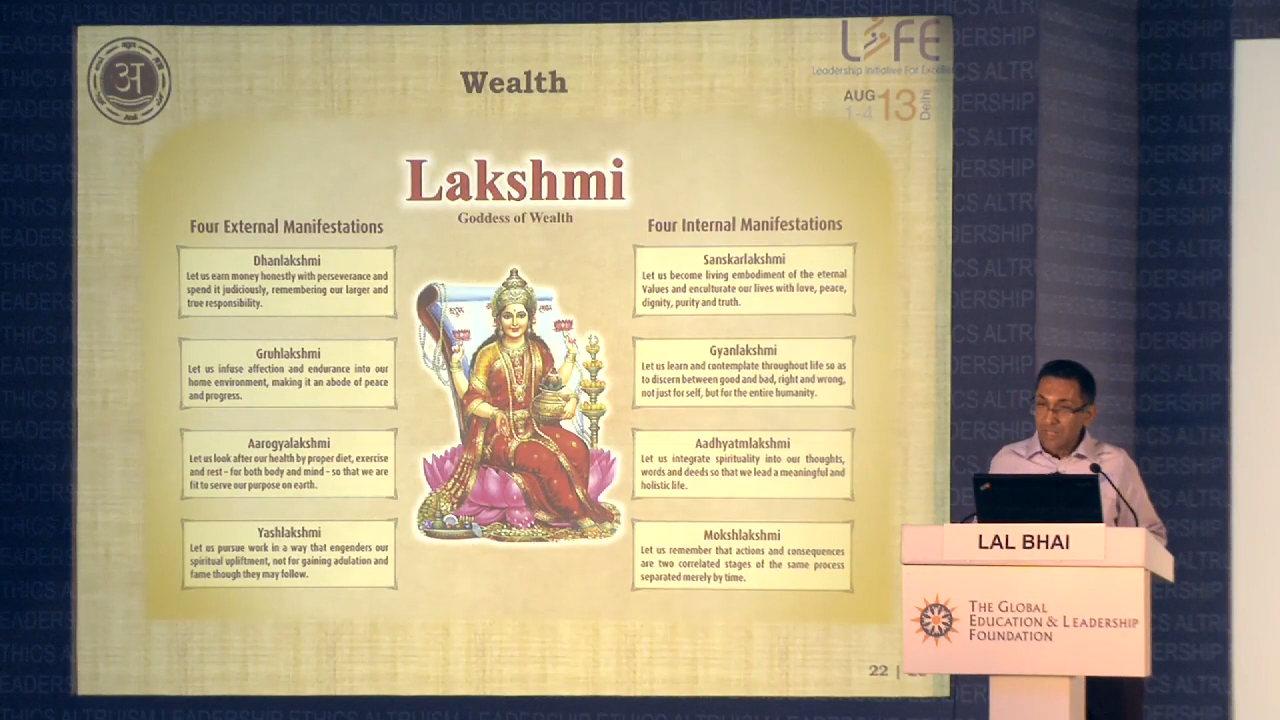 अ
Wealth
LIFE
Leadership Initiative For Excelle
AUG
1-4
13
Delhi
Lakshmi
Goddess of Wealth
Four External Manifestations
Dhanlakshmi
Let us earn money honestly with perseverance and
spend it judiciously, remembering our larger and
true responsibility.
Gruhlakshmi
Let us infuse affection and endurance into our
home environment, making it an abode of peace
and progress.
Aarogyalakshmi
Let us look after our health by proper diet, exercise
and rest – for both body and mind – so that we are
fit to serve our purpose on earth.
Yashlakshmi
Let us pursue work in a way that engenders our
spiritual upliftment, not for gaining adulation and
fame though they may follow.
Four Internal Manifestations
Sanskarlakshmi
Let us become living embodiment of the eternal
Values and enculturate our lives with love, peace,
dignity, purity and truth.
Gyanlakshmi
Let us learn and contemplate throughout life so as
to discern between good and bad, right and wrong,
not just for self, but for the entire humanity.
Aadhyatmlakshmi
Let us integrate spirituality into our thoughts,
words and deeds so that we lead a meaningful and
holistic life.
Mokshlakshmi
Let us remember that actions and consequences
are two correlated stages of the same process
separated merely by time.
22 |
LAL BHAI
THE GLOBAL
EDUCATION & LEADERSHIP
FOUNDATION
ETHICS ALTRUISM LEADERSHIP